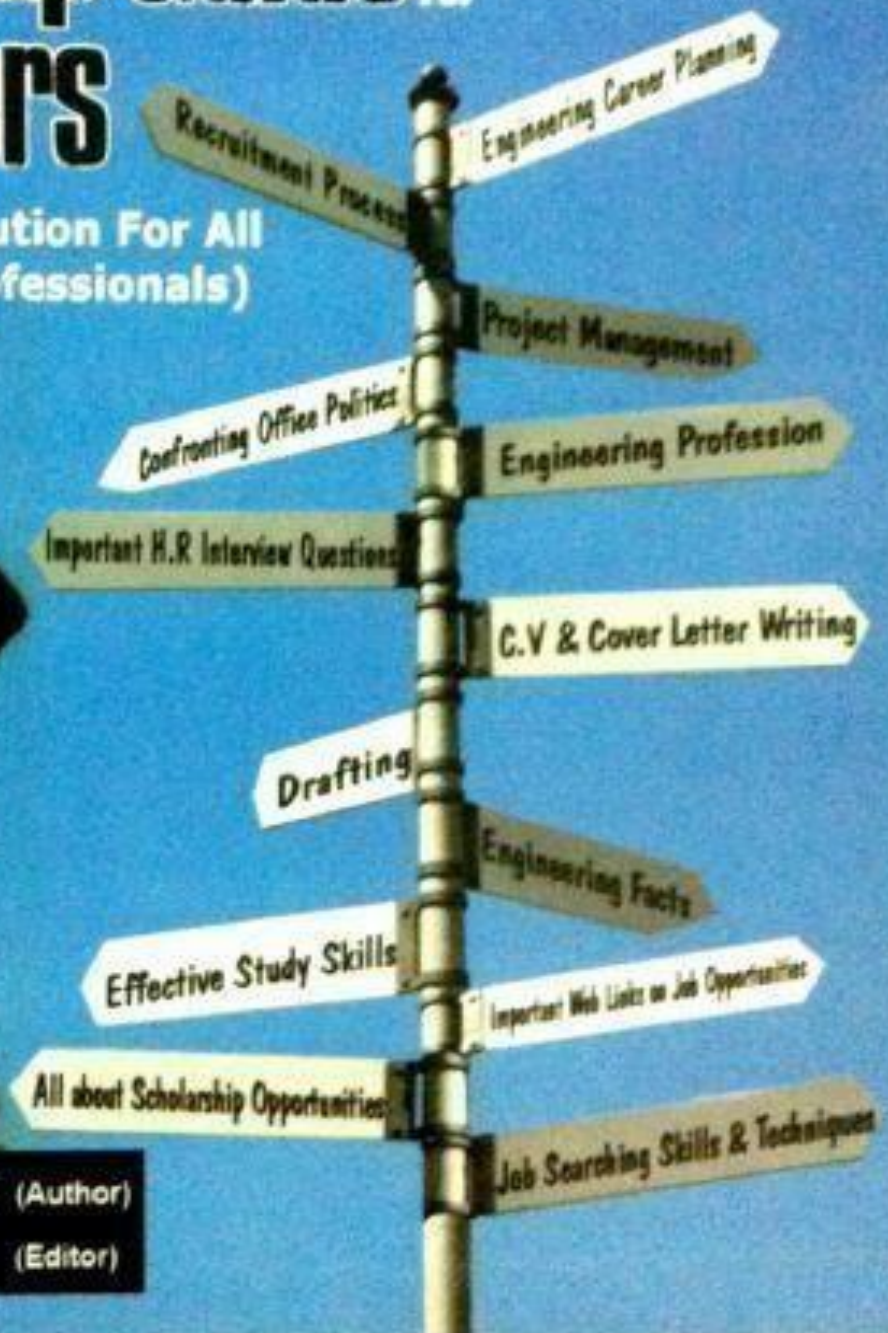 rs
ution For All
fessionals)
Engineering Career Planning
Recruitment Process
Project Management
Confronting Office Politics
Engineering Profession
Important H.R Interview Questions
C.V & Cover Letter Writing
Drafting
Engineering Facts
Effective Study Skills
Important Web Links on Job Opportunities
All about Scholarship Opportunities
Job Searching Skills & Techniques
(Author)
(Editor)